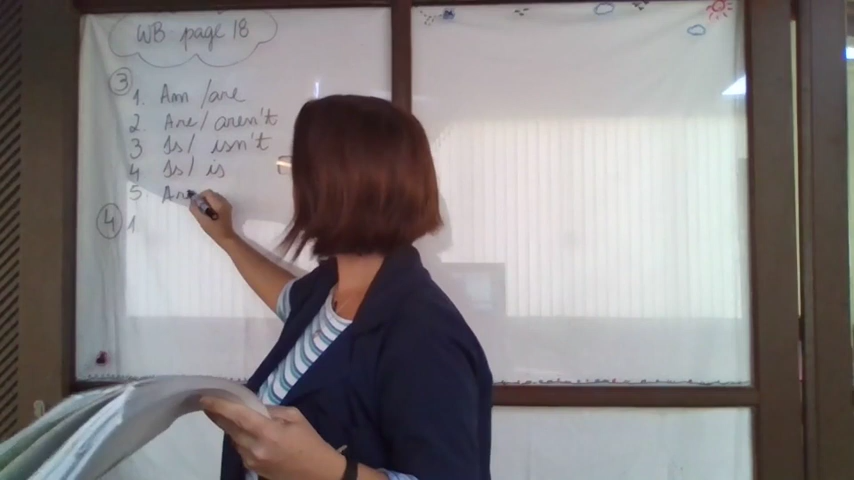 WB page 18
3
1. Am / are
2. Are / aren't
3 Is / isn't
4 Is / is
5. Are
4 1